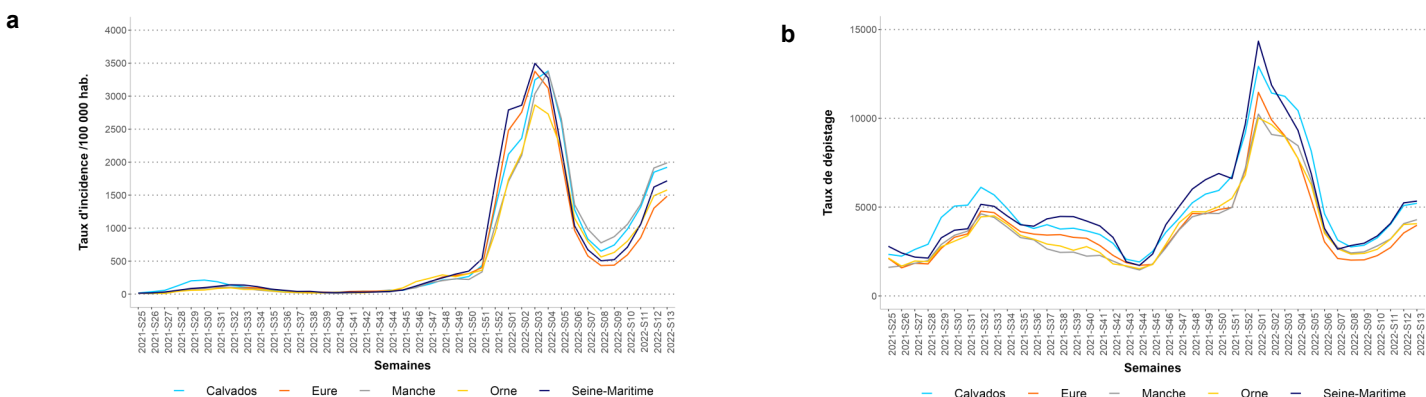 a
Taux d'incidence /100 000 hab.
4000
3500
3000
2500
2000
1500
1000
500
0
2021-S25
2021-S26
2021-S27
2021-S28
2021-S29
2021-S30
2021-S31
2021-S32
2021-S33
2021-S34
2021-S35
2021-S36
2021-S37
2021-S38
2021-S39
2021-S40
2021-S41
2021-S42
2021-S43
2021-S44
2021-S45
2021-S46
2021-S47
2021-S48
2021-S49
2021-S50
2021-S51
2021-S52
2022-S01
2022-S02
2022-S03
2022-S04
2022-S05
2022-S06
2022-S07
2022-S08
2022-S09
2022-S10
2022-S11
2022-S12
2022-S13
Semaines
Calvados Eure Manche Orne Seine-Maritime
b
Taux de dépistage
15000
10000
5000
0
2021-S25
2021-S26
2021-S27
2021-S28
2021-S29
2021-S30
2021-S31
2021-S32
2021-S33
2021-S34
2021-S35
2021-S36
2021-S37
2021-S38
2021-S39
2021-S40
2021-S41
2021-S42
2021-S43
2021-S44
2021-S45
2021-S46
2021-S47
2021-S48
2021-S49
2021-S50
2021-S51
2021-S52
2022-S01
2022-S02
2022-S03
2022-S04
2022-S05
2022-S06
2022-S07
2022-S08
2022-S09
2022-S10
2022-S11
2022-S12
2022-S13
Semaines
Calvados Eure Manche Orne Seine-Maritime